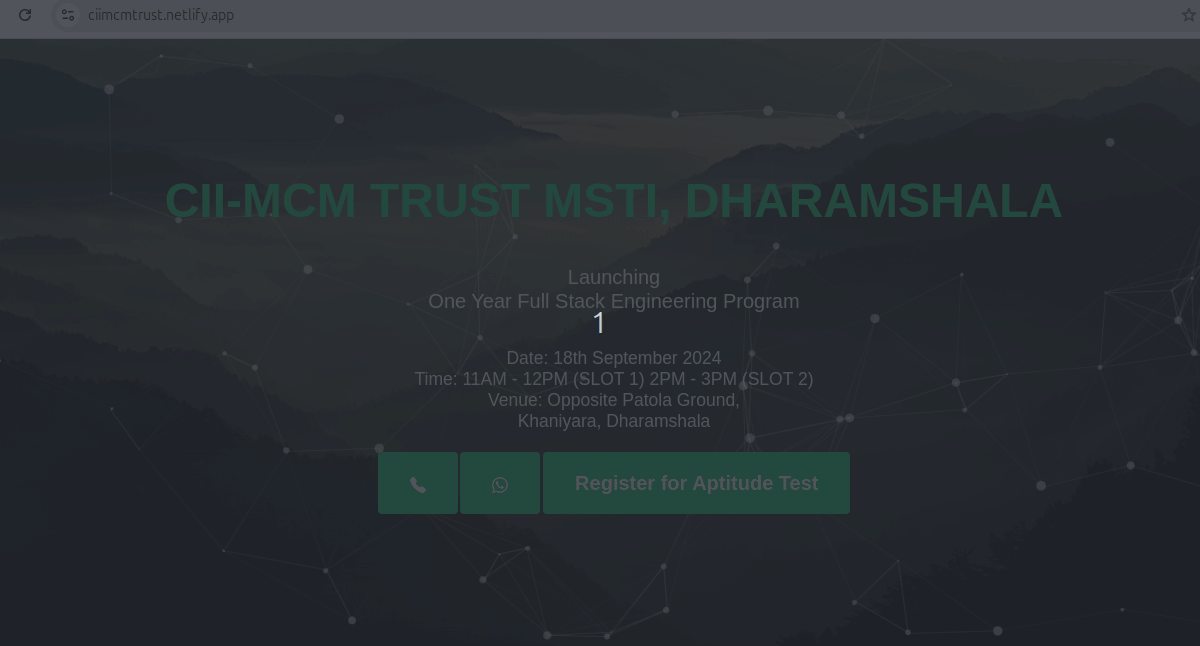 ciimcmtrust.netlify.app
CII-MCM TRUST MSTI, DHARAMSHALA
Launching
One Year Full Stack Engineering Program
1
Date: 18th September 2024
Time: 11AM - 12PM (SLOT 1) 2PM - 3PM (SLOT 2)
Venue: Opposite Patola Ground,
Khaniyara, Dharamshala
Register for Aptitude Test